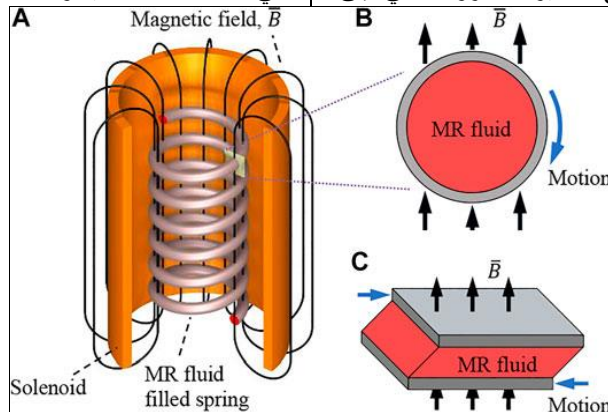 A
Magnetic field, B̅
Solenoid
MR fluid
filled spring
B
B̅
MR fluid
Motion
C
B̅
MR fluid
Motion